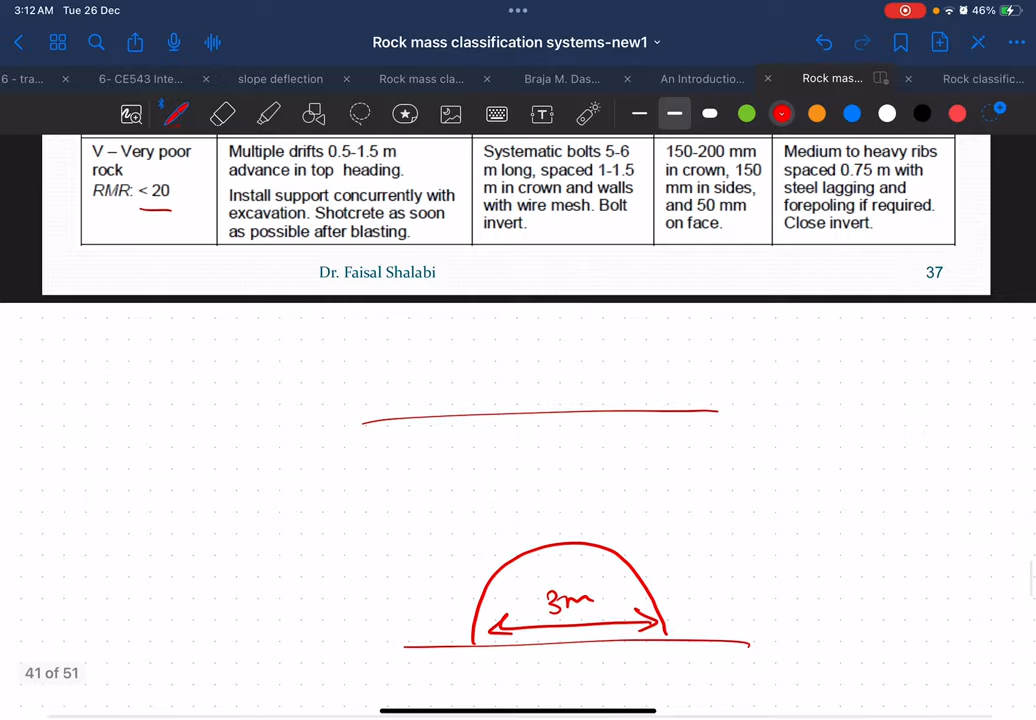 3:12 AM Tue 26 Dec
46%
Rock mass classification systems-new1
6 - tra...
6- CE543 Inte...
slope deflection
Rock mass cla...
Braja M. Das...
An Introductio...
Rock mas...
Rock classific...
V – Very poor
rock
RMR: < 20
Multiple drifts 0.5-1.5 m
advance in top heading.
Install support concurrently with
excavation. Shotcrete as soon
as possible after blasting.
Systematic bolts 5-6
m long, spaced 1-1.5
m in crown and walls
with wire mesh. Bolt
invert.
150-200 mm
in crown, 150
mm in sides,
and 50 mm
on face.
Medium to heavy ribs
spaced 0.75 m with
steel lagging and
forepoling if required.
Close invert.
Dr. Faisal Shalabi
37
3m
41 of 51